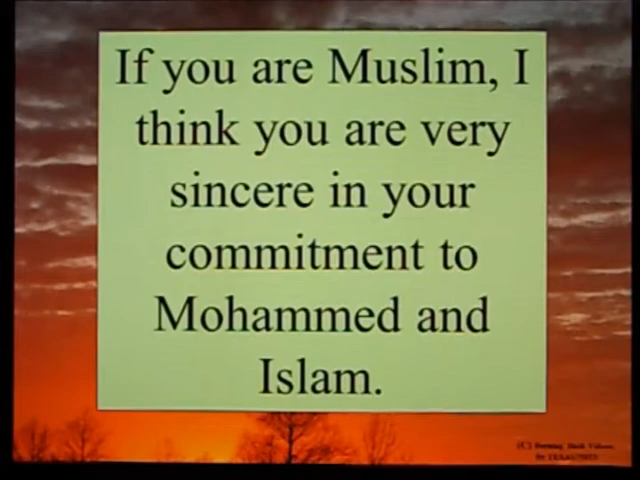 If you are Muslim, I
think you are very
sincere in your
commitment to
Mohammed and
Islam.